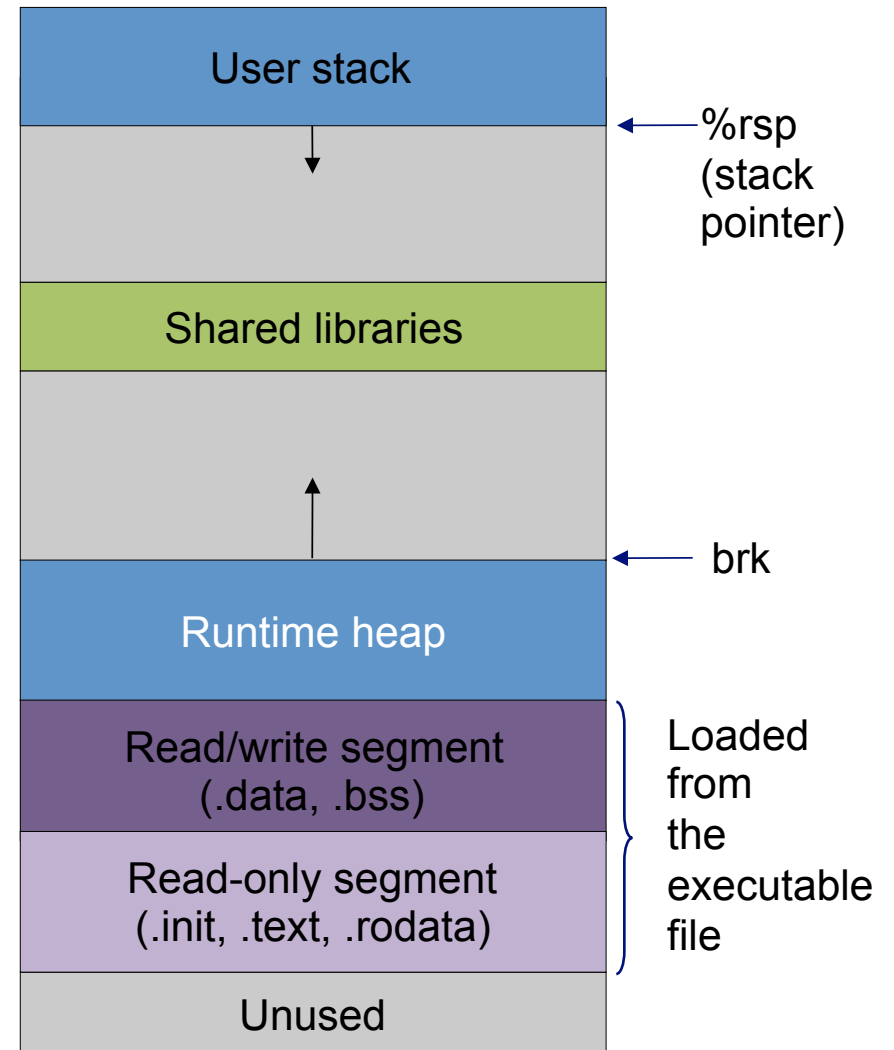 User stack
%rsp
(stack
pointer)
Shared libraries
brk
Runtime heap
Read/write segment
(.data, .bss)
Loaded
from
the
executable
file
Read-only segment
(.init, .text, .rodata)
Unused